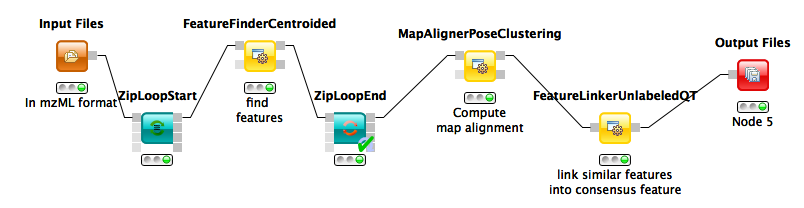 Input Files
In mzML format
ZipLoopStart
FeatureFinderCentroided
find
features
ZipLoopEnd
MapAlignerPoseClustering
Compute
map alignment
FeatureLinkerUnlabeledQT
link similar features
into consensus feature
Output Files
Node 5